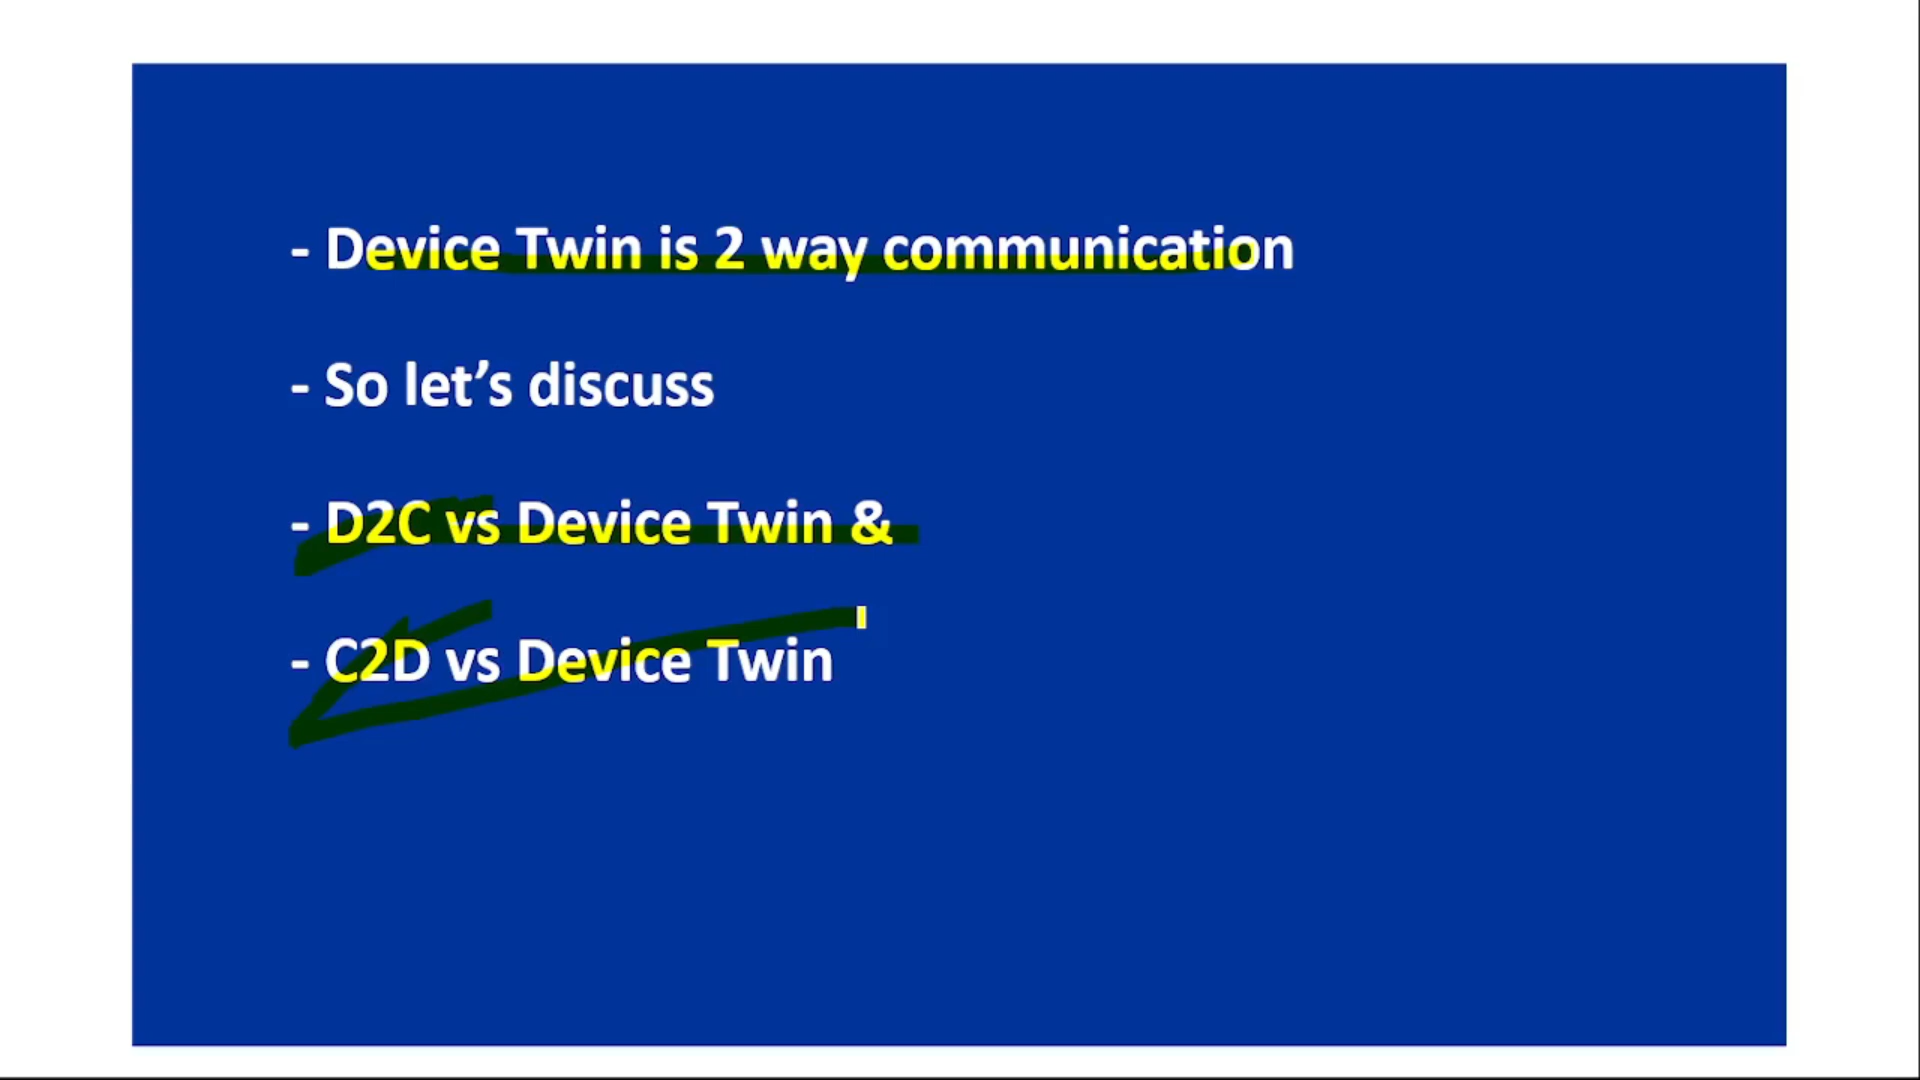 - Device Twin is 2 way communication
- So let’s discuss
- D2C vs Device Twin &
- C2D vs Device Twin